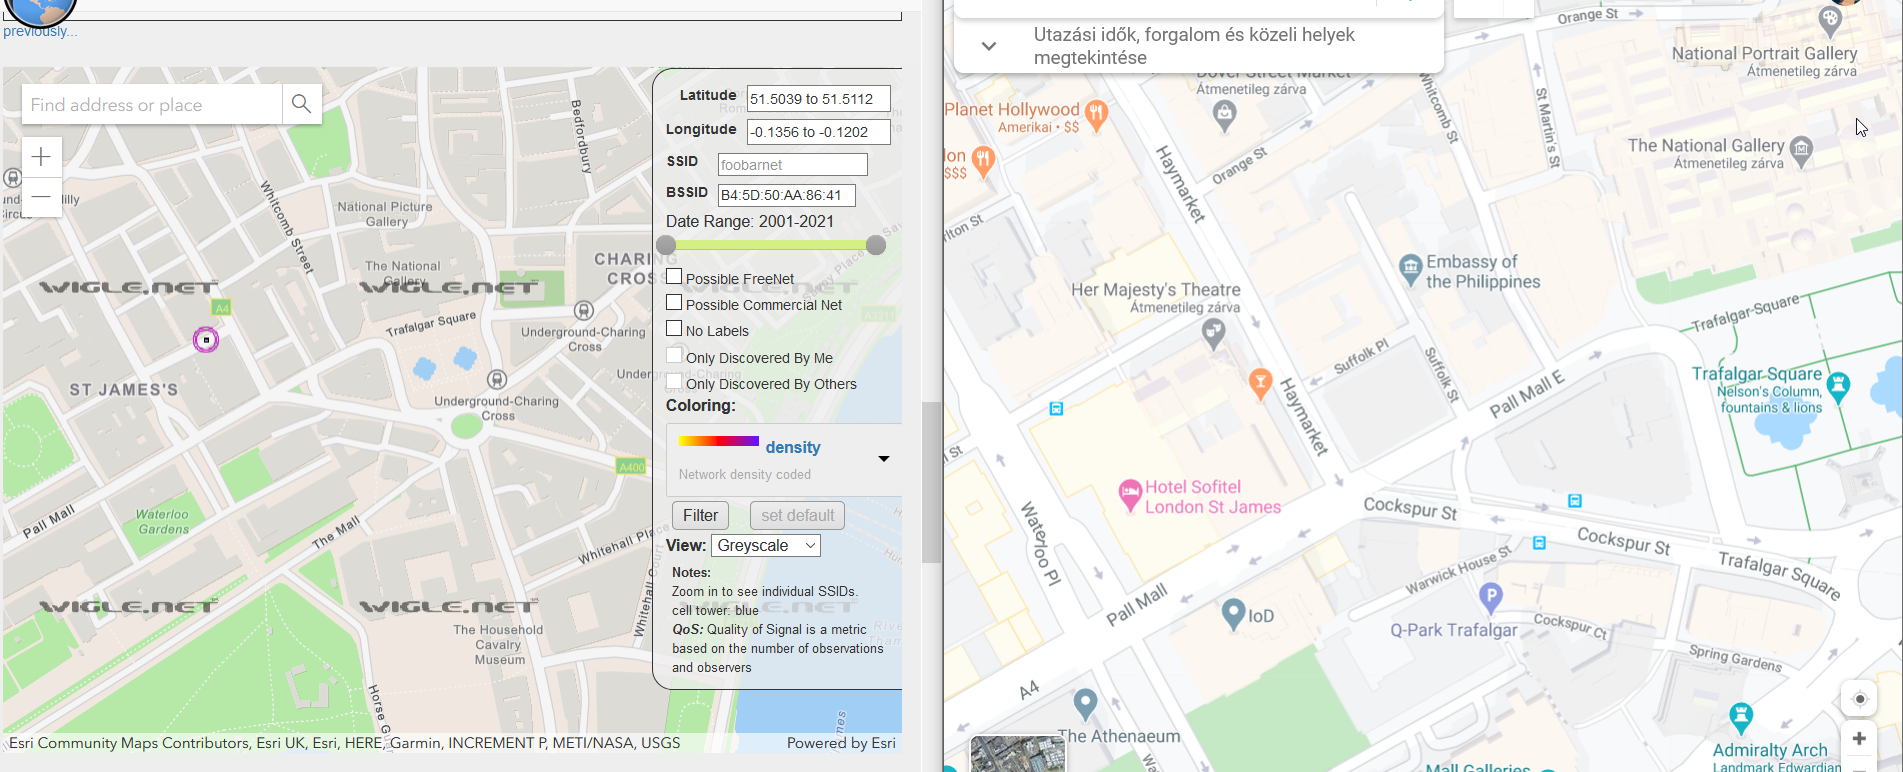 previously...
Find address or place
Bedfordbury
Whitcomb Street
National Picture
Gallery
The National
Gallery
CHARING
CROSS
WIGLE.NET
WIGLE.NET
A4
Trafalgar Square
Underground-Charing
Cross
ST JAMES'S
Underground-Charing
Cross
A400
Waterloo
Gardens
Pall Mall
The Mall
Whitehall Place
Whitehall Court
WIGLE.NET
WIGLE.NET
The Household
Cavalry
Museum
Horse Gu
Latitude 51.5039 to 51.5112
Longitude -0.1356 to -0.1202
SSID foobarnet
BSSID B4:5D:50:AA:86:41
Date Range: 2001-2021
Possible FreeNet
Possible Commercial Net
No Labels
Only Discovered By Me
Only Discovered By Others
Coloring:
density
Network density coded
Filter set default
View: Greyscale
Notes:
Zoom in to see individual SSIDs.
cell tower: blue
QoS: Quality of Signal is a metric
based on the number of observations
and observers
Esri Community Maps Contributors, Esri UK, Esri, HERE, Garmin, INCREMENT P, METI/NASA, USGS
Powered by Esri
Utazási idők, forgalom és közeli helyek
megtekintése
Orange St
National Portrait Gallery
Átmenetileg zárva
Dover Street Market
Átmenetileg zárva
Planet Hollywood
Amerikai • $$
Whitcomb St
St Martin's St
The National Gallery
Átmenetileg zárva
$$$
Haymarket
Orange St
Embassy of
the Philippines
Her Majesty's Theatre
Átmenetileg zárva
Trafalgar Square
Suffolk Pl
Suffolk St
Trafalgar Square
Nelson's Column,
fountains & lions
Haymarket
Pall Mall E
Hotel Sofitel
London St James
Cockspur St
Waterloo Pl
Cockspur St
Trafalgar Square
Warwick House St
Pall Mall
IoD
Q-Park Trafalgar
Cockspur Ct
Spring Gardens
A4
The Athenaeum
Admiralty Arch
Landmark Edwardian
Mall Galleries